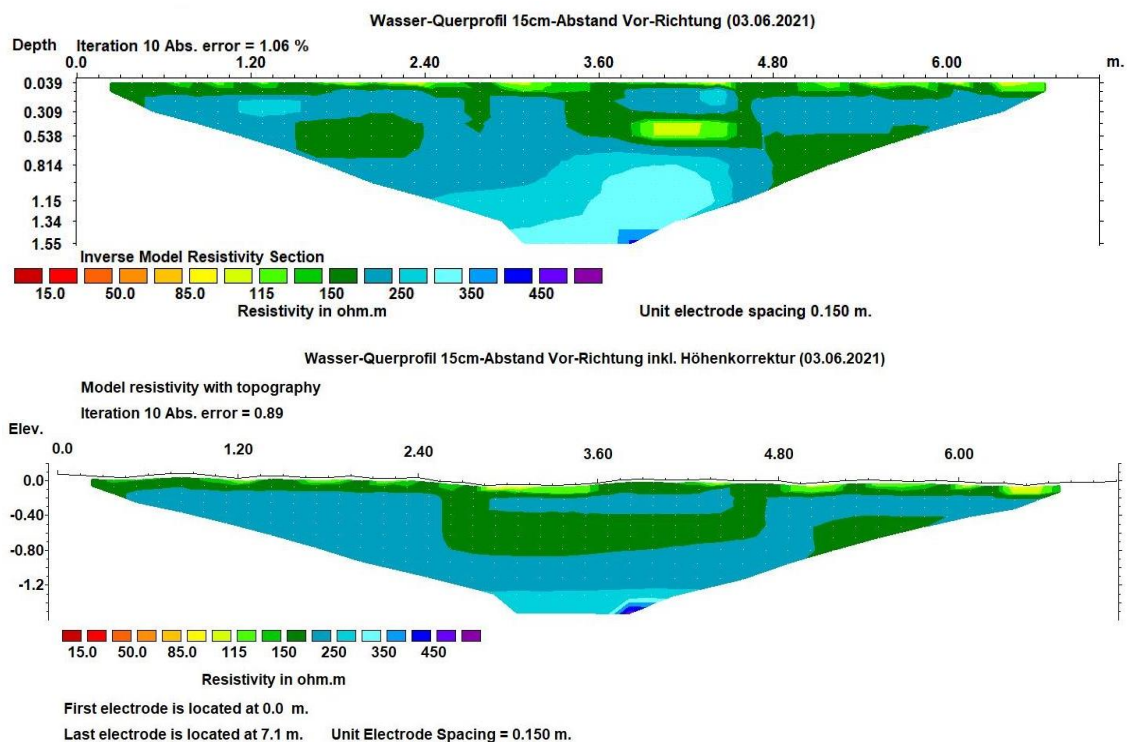 Wasser-Querprofil 15cm-Abstand Vor-Richtung (03.06.2021)
Depth Iteration 10 Abs. error = 1.06 %
0.0 1.20 2.40 3.60 4.80 6.00 m.
0.039
0.309
0.538
0.814
1.15
1.34
1.55
Inverse Model Resistivity Section
15.0 50.0 85.0 115 150 250 350 450
Resistivity in ohm.m Unit electrode spacing 0.150 m.
Wasser-Querprofil 15cm-Abstand Vor-Richtung inkl. Höhenkorrektur (03.06.2021)
Model resistivity with topography
Iteration 10 Abs. error = 0.89
Elev.
0.0 1.20 2.40 3.60 4.80 6.00
0.0
-0.40
-0.80
-1.2
15.0 50.0 85.0 115 150 250 350 450
Resistivity in ohm.m
First electrode is located at 0.0 m.
Last electrode is located at 7.1 m. Unit Electrode Spacing = 0.150 m.